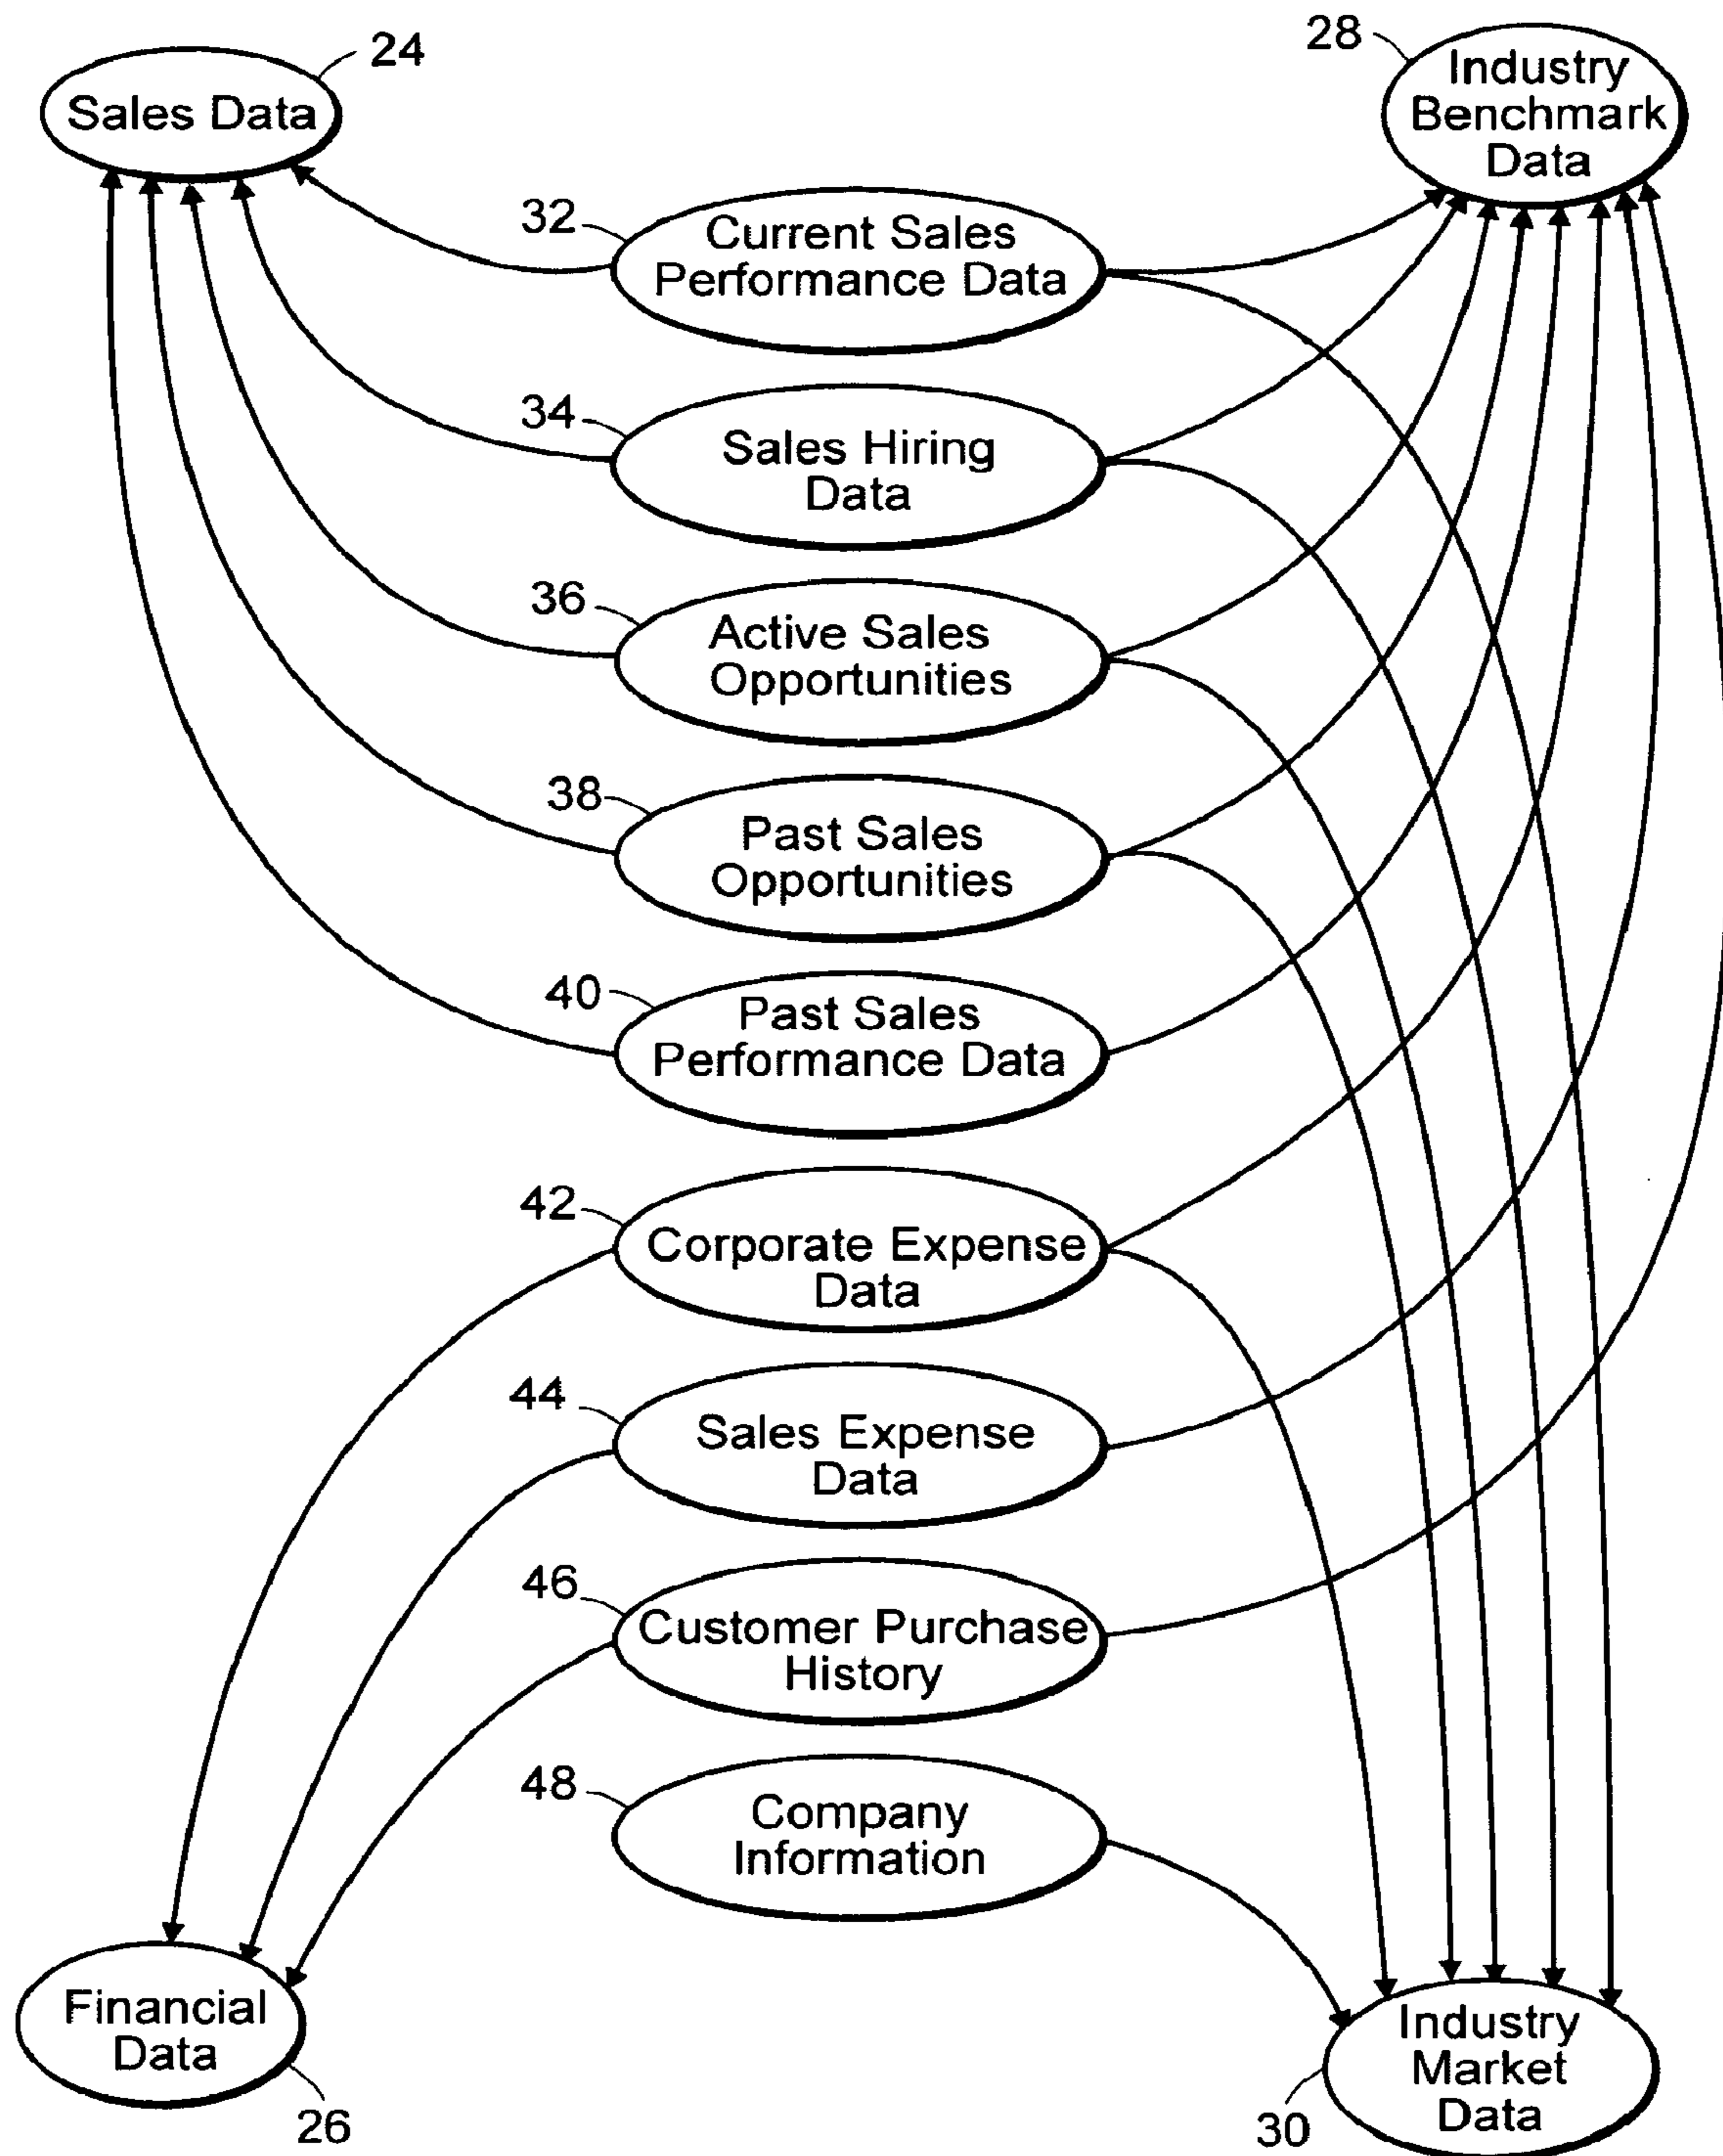 24
Sales Data
28
Industry
Benchmark
Data
32
Current Sales
Performance Data
34
Sales Hiring
Data
36
Active Sales
Opportunities
38
Past Sales
Opportunities
40
Past Sales
Performance Data
42
Corporate Expense
Data
44
Sales Expense
Data
46
Customer Purchase
History
48
Company
Information
Financial
Data
26
Industry
Market
Data
30